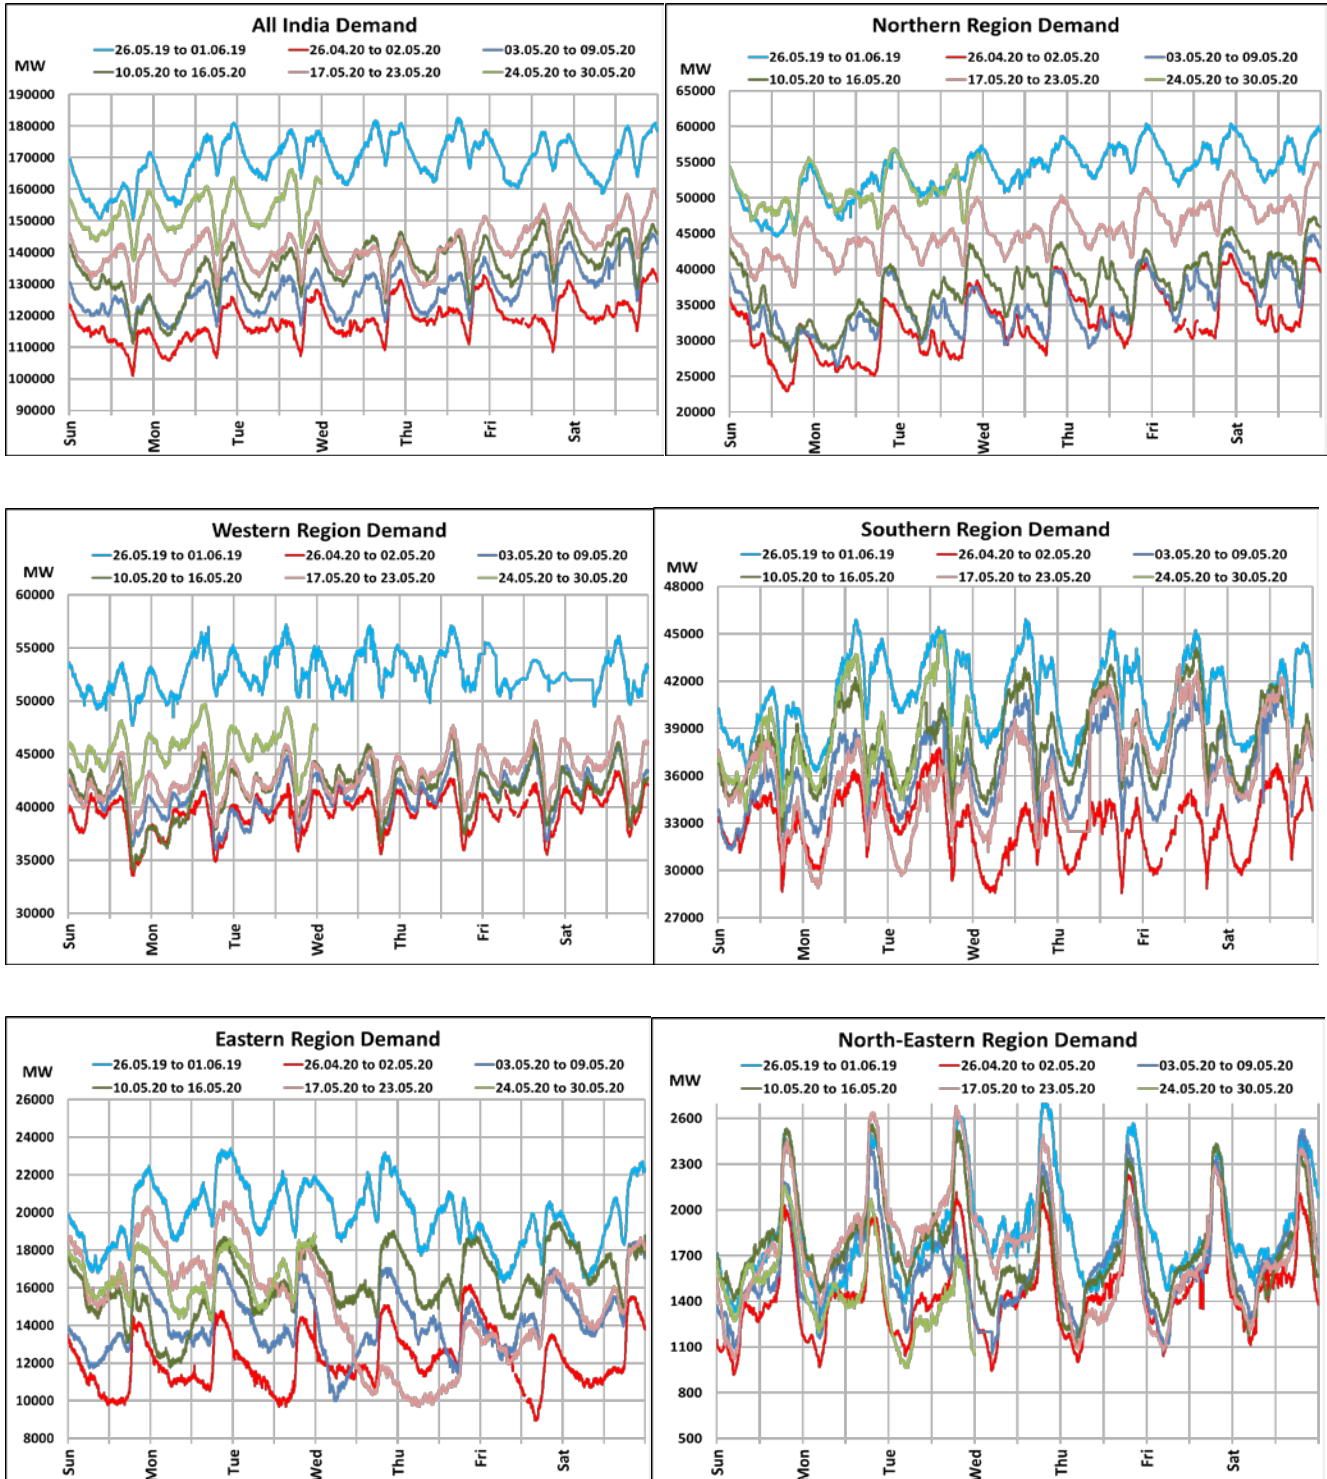 All India Demand
26.05.19 to 01.06.19 26.04.20 to 02.05.20 03.05.20 to 09.05.20
MW 10.05.20 to 16.05.20 17.05.20 to 23.05.20 24.05.20 to 30.05.20
190000
180000
170000
160000
150000
140000
130000
120000
110000
100000
90000
Sun Mon Tue Wed Thu Fri Sat
Northern Region Demand
26.05.19 to 01.06.19 26.04.20 to 02.05.20 03.05.20 to 09.05.20
MW 10.05.20 to 16.05.20 17.05.20 to 23.05.20 24.05.20 to 30.05.20
65000
60000
55000
50000
45000
40000
35000
30000
25000
20000
Sun Mon Tue Wed Thu Fri Sat
Western Region Demand
26.05.19 to 01.06.19 26.04.20 to 02.05.20 03.05.20 to 09.05.20
MW 10.05.20 to 16.05.20 17.05.20 to 23.05.20 24.05.20 to 30.05.20
60000
55000
50000
45000
40000
35000
30000
Sun Mon Tue Wed Thu Fri Sat
Southern Region Demand
26.05.19 to 01.06.19 26.04.20 to 02.05.20 03.05.20 to 09.05.20
MW 10.05.20 to 16.05.20 17.05.20 to 23.05.20 24.05.20 to 30.05.20
48000
45000
42000
39000
36000
33000
30000
27000
Sun Mon Tue Wed Thu Fri Sat
Eastern Region Demand
26.05.19 to 01.06.19 26.04.20 to 02.05.20 03.05.20 to 09.05.20
MW 10.05.20 to 16.05.20 17.05.20 to 23.05.20 24.05.20 to 30.05.20
26000
24000
22000
20000
18000
16000
14000
12000
10000
8000
Sun Mon Tue Wed Thu Fri Sat
North-Eastern Region Demand
26.05.19 to 01.06.19 26.04.20 to 02.05.20 03.05.20 to 09.05.20
MW 10.05.20 to 16.05.20 17.05.20 to 23.05.20 24.05.20 to 30.05.20
2600
2300
2000
1700
1400
1100
800
500
Sun Mon Tue Wed Thu Fri Sat